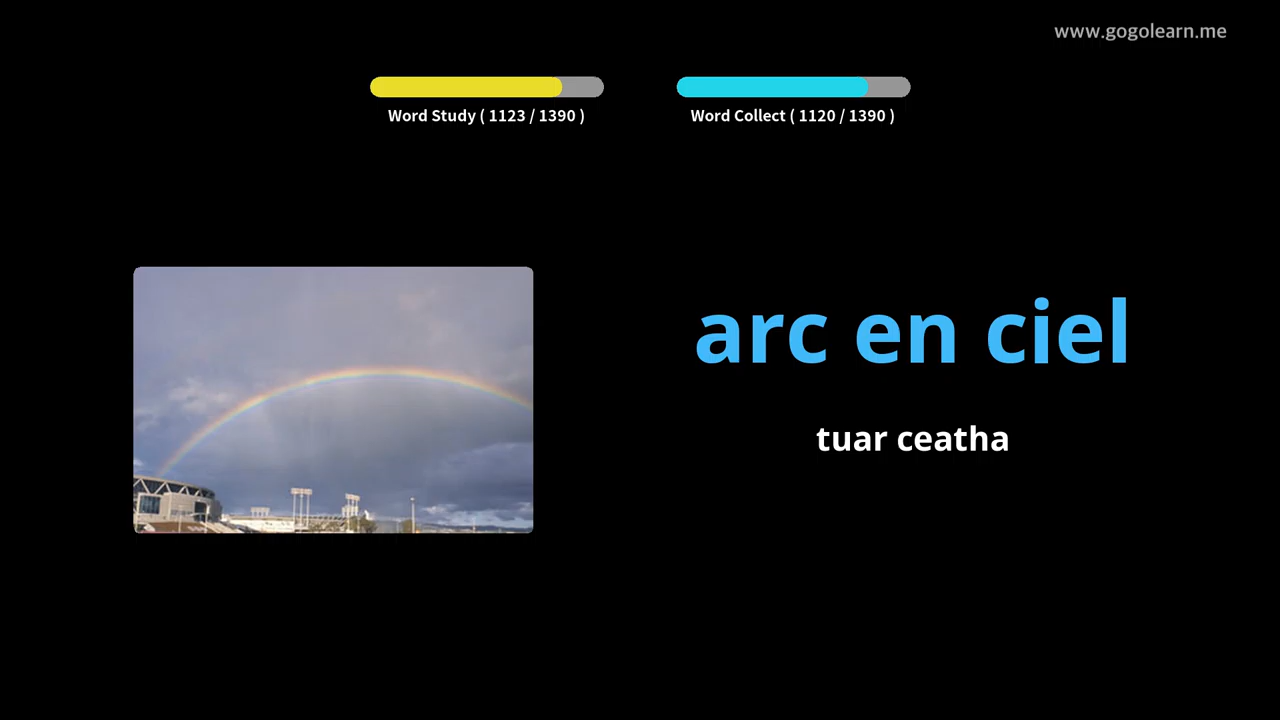 www.gogolearn.me
Word Study ( 1123 / 1390 )
Word Collect ( 1120 / 1390 )
arc en ciel
tuar ceatha